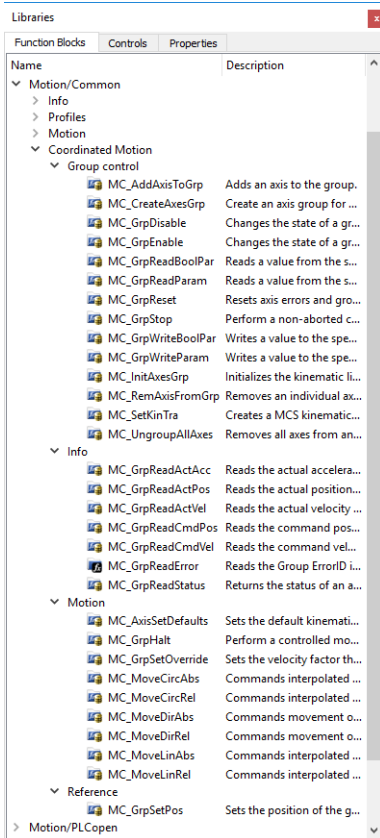 Libraries
x
Function Blocks Controls Properties
Name Description
Motion/Common
Info
Profiles
Motion
Coordinated Motion
Group control
MC_AddAxisToGrp Adds an axis to the group.
MC_CreateAxesGrp Create an axis group for ...
MC_GrpDisable Changes the state of a gr...
MC_GrpEnable Changes the state of a gr...
MC_GrpReadBoolPar Reads a value from the s...
MC_GrpReadParam Reads a value from the s...
MC_GrpReset Resets axis errors and gro...
MC_GrpStop Perform a non-aborted c...
MC_GrpWriteBoolPar Writes a value to the spe...
MC_GrpWriteParam Writes a value to the spe...
MC_InitAxesGrp Initializes the kinematic li...
MC_RemAxisFromGrp Removes an individual ax...
MC_SetKinTra Creates a MCS kinematic...
MC_UngroupAllAxes Removes all axes from an...
Info
MC_GrpReadActAcc Reads the actual accelera...
MC_GrpReadActPos Reads the actual position...
MC_GrpReadActVel Reads the actual velocity ...
MC_GrpReadCmdPos Reads the command pos...
MC_GrpReadCmdVel Reads the command vel...
MC_GrpReadError Reads the Group ErrorID i...
MC_GrpReadStatus Returns the status of an a...
Motion
MC_AxisSetDefaults Sets the default kinemati...
MC_GrpHalt Perform a controlled mo...
MC_GrpSetOverride Sets the velocity factor th...
MC_MoveCircAbs Commands interpolated ...
MC_MoveCircRel Commands interpolated ...
MC_MoveDirAbs Commands movement o...
MC_MoveDirRel Commands movement o...
MC_MoveLinAbs Commands interpolated ...
MC_MoveLinRel Commands interpolated ...
Reference
MC_GrpSetPos Sets the position of the g...
Motion/PLCopen